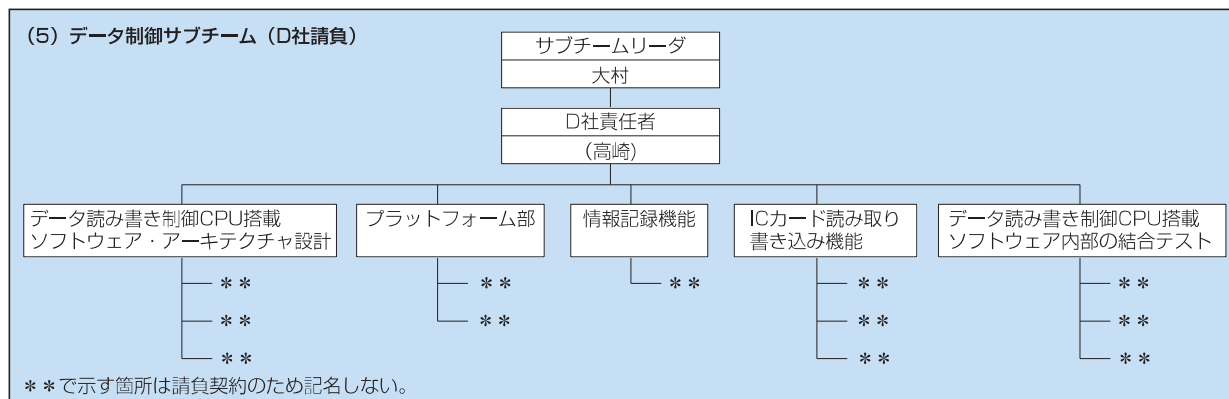 (5) データ制御サブチーム (D社請負)
サブチームリーダ
大村
D社責任者
(高崎)
データ読み書き制御CPU搭載
ソフトウェア・アーキテクチャ設計
プラットフォーム部
情報記録機能
ICカード読み取り
書き込み機能
データ読み書き制御CPU搭載
ソフトウェア内部の結合テスト
＊＊
＊＊
＊＊
＊＊
＊＊
＊＊
＊＊
＊＊
＊＊
＊＊
＊＊
＊＊
＊＊で示す箇所は請負契約のため記名しない。